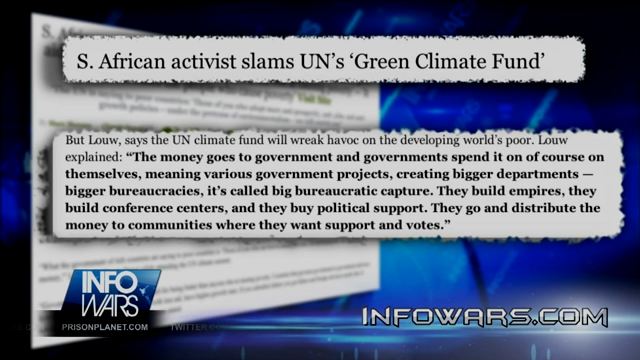 S. African activist slams UN’s ‘Green Climate Fund’
But Louw, says the UN climate fund will wreak havoc on the developing world’s poor. Louw
explained: “The money goes to government and governments spend it on of course on
themselves, meaning various government projects, creating bigger departments —
bigger bureaucracies, it’s called big bureaucratic capture. They build empires, they
build conference centers, and they buy political support. They go and distribute the
money to communities where they want support and votes.”
INFO
WARS
PRISONPLANET.COM
TWITTER
INFOWARS.COM